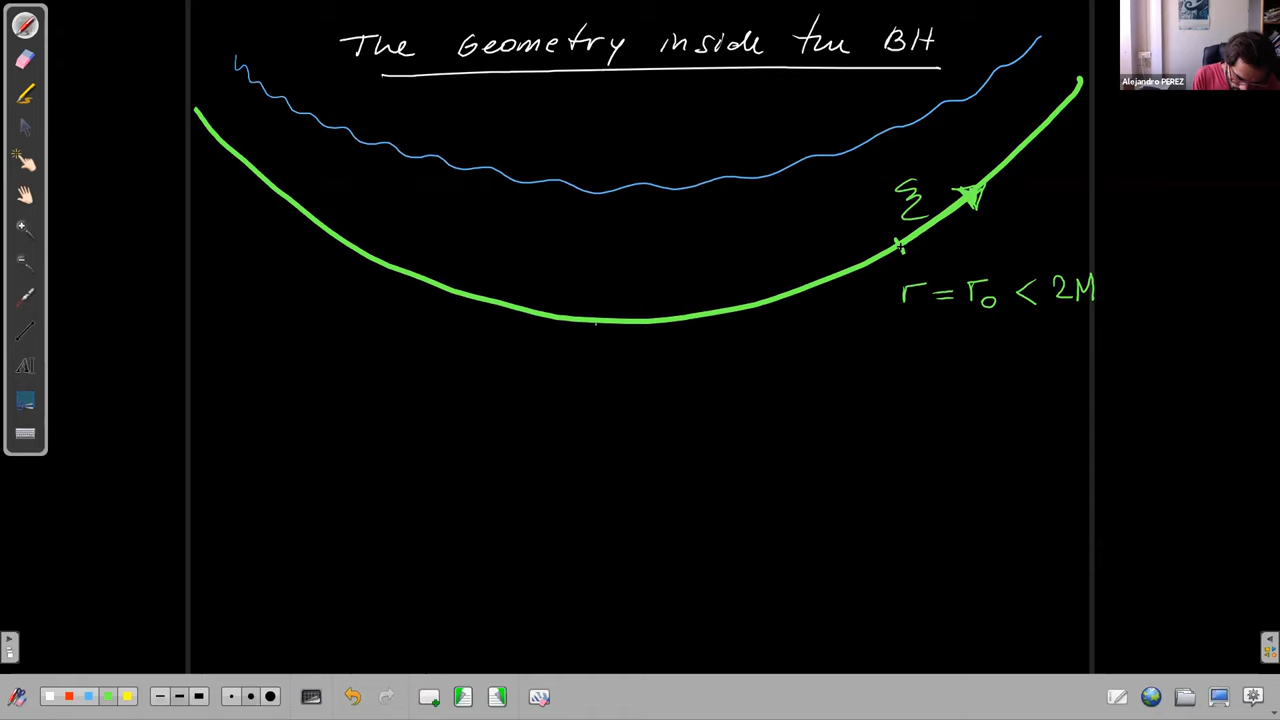 The Geometry inside the BH
Alejandro PEREZ
ξ
r = r₀ < 2M